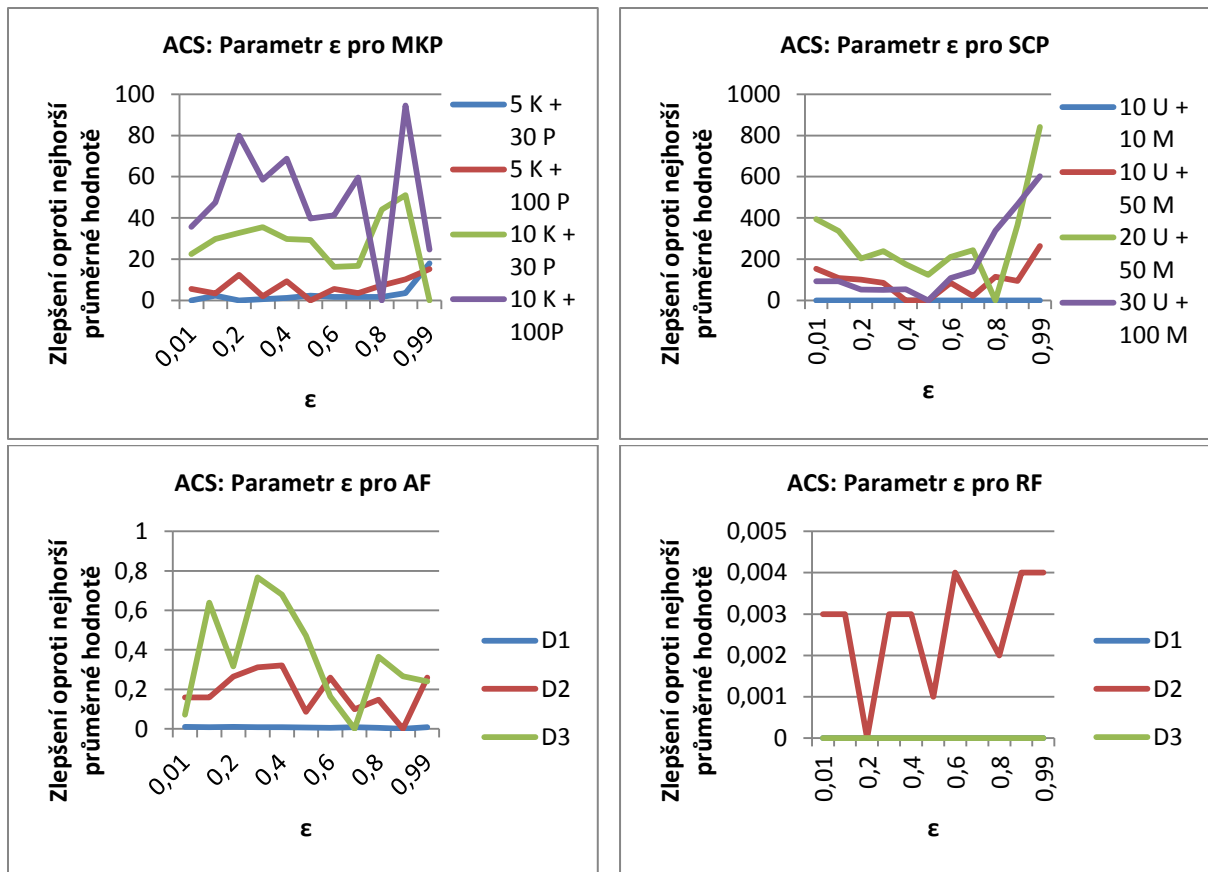 ACS: Parametr ε pro MKP
Zlepšení oproti nejhorší
průměrné hodnotě
100
80
60
40
20
0
0,01
0,2
0,4
0,6
0,8
0,99
ε
5 K +
30 P
5 K +
100 P
10 K +
30 P
10 K +
100P
ACS: Parametr ε pro SCP
Zlepšení oproti nejhorší
průměrné hodnotě
1000
800
600
400
200
0
0,01
0,2
0,4
0,6
0,8
0,99
ε
10 U +
10 M
10 U +
50 M
20 U +
50 M
30 U +
100 M
ACS: Parametr ε pro AF
Zlepšení oproti nejhorší
průměrné hodnotě
1
0,8
0,6
0,4
0,2
0
0,01
0,2
0,4
0,6
0,8
0,99
ε
D1
D2
D3
ACS: Parametr ε pro RF
Zlepšení oproti nejhorší
průměrné hodnotě
0,005
0,004
0,003
0,002
0,001
0
0,01
0,2
0,4
0,6
0,8
0,99
ε
D1
D2
D3